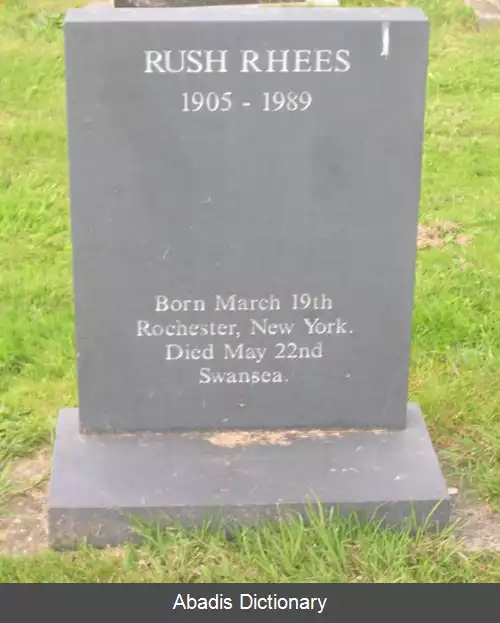 RUSH RHEES
1905 - 1989
Born March 19th
Rochester, New York.
Died May 22nd
Swansea.
Abadis Dictionary